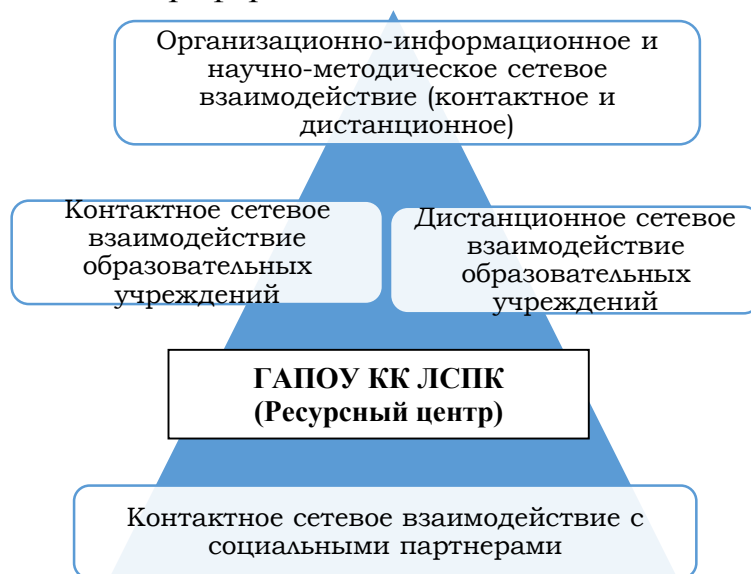 Организационно-информационное и
научно-методическое сетевое
взаимодействие (контактное и
дистанционное)
Контактное сетевое
взаимодействие
образовательных
учреждений
Дистанционное сетевое
взаимодействие
образовательных
учреждений
ГАПОУ КК ЛСПК
(Ресурсный центр)
Контактное сетевое взаимодействие с
социальными партнерами